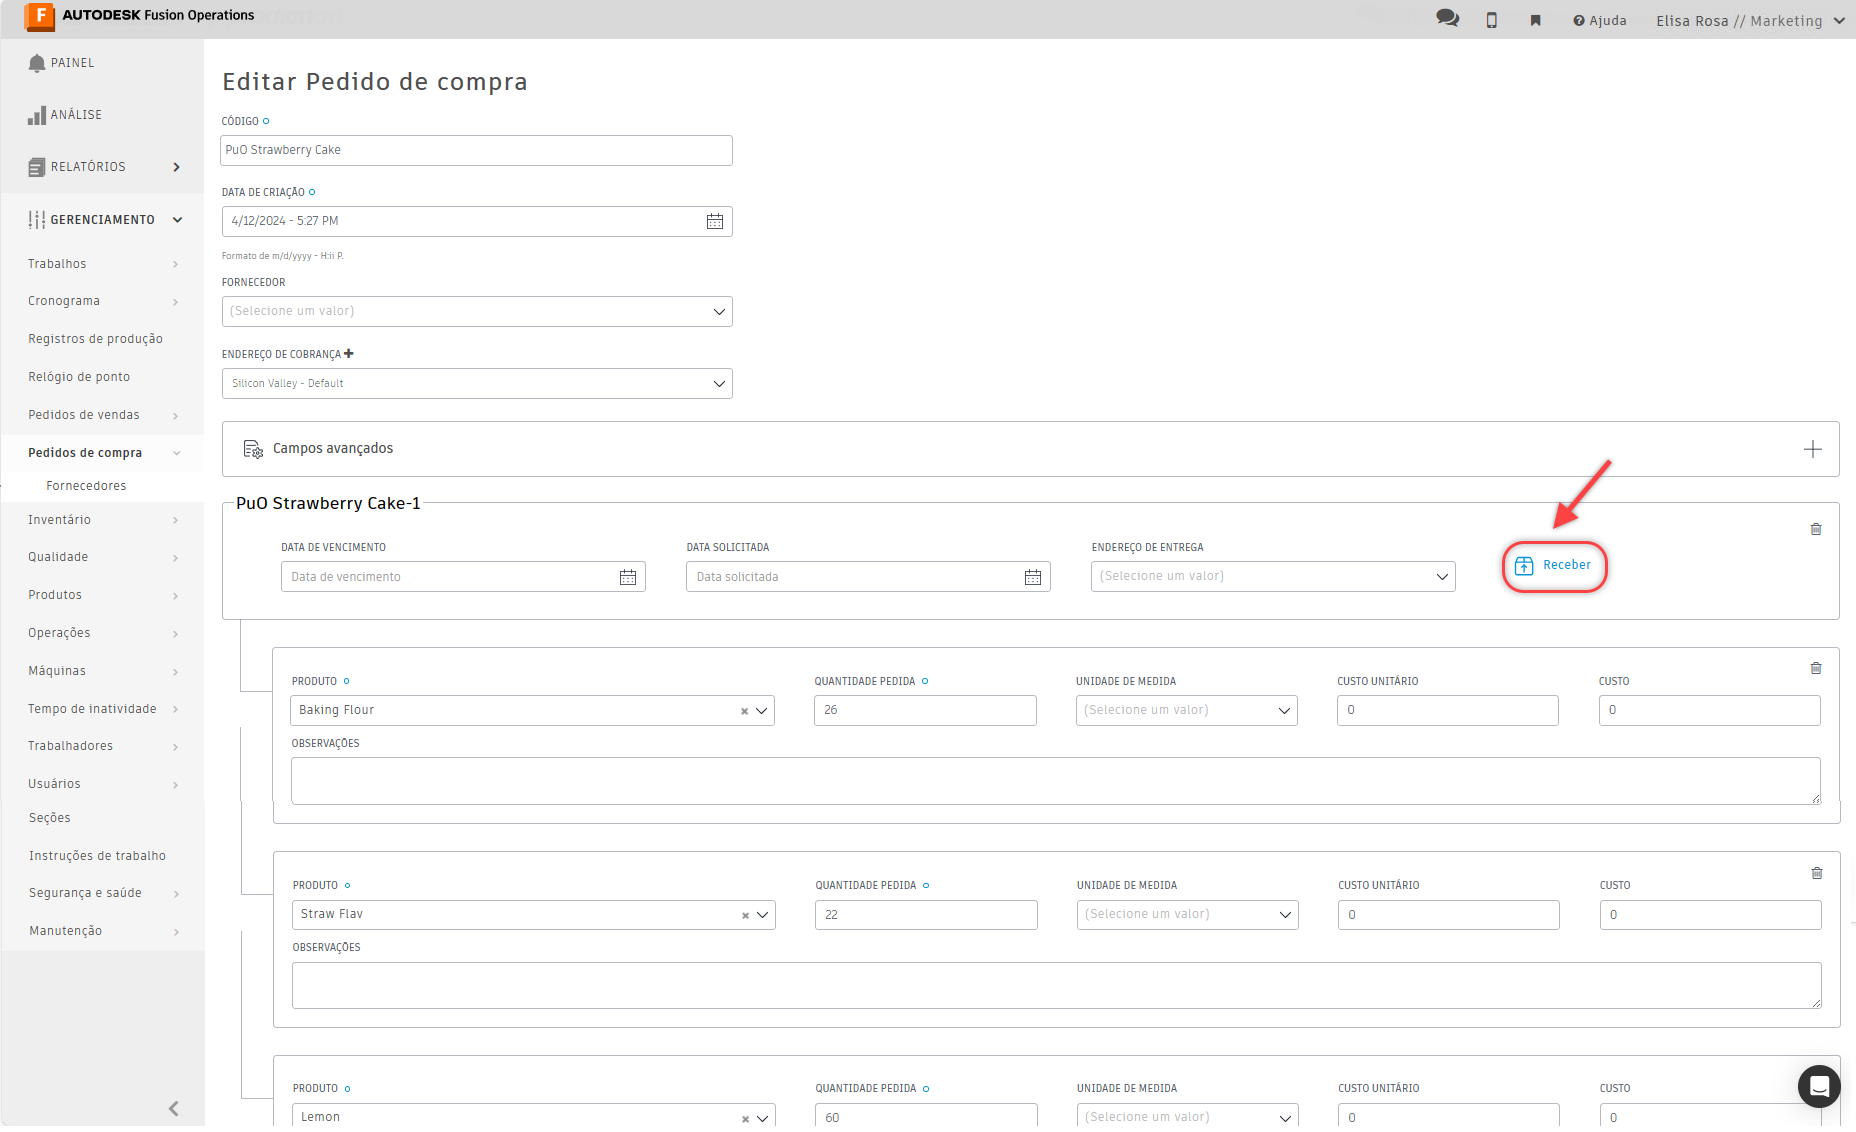 AUTODESK Fusion Operations
Ajuda
Elisa Rosa // Marketing
PAINEL
ANÁLISE
RELATÓRIOS
GERENCIAMENTO
Trabalhos
Cronograma
Registros de produção
Relógio de ponto
Pedidos de vendas
Pedidos de compra
Fornecedores
Inventário
Qualidade
Produtos
Operações
Máquinas
Tempo de inatividade
Trabalhadores
Usuários
Seções
Instruções de trabalho
Segurança e saúde
Manutenção
Editar Pedido de compra
CÓDIGO
PuO Strawberry Cake
DATA DE CRIAÇÃO
4/12/2024 - 5:27 PM
Formato de m/d/yyyy - H:ii P.
FORNECEDOR
(Selecione um valor)
ENDEREÇO DE COBRANÇA
Silicon Valley - Default
Campos avançados
PuO Strawberry Cake-1
DATA DE VENCIMENTO DATA SOLICITADA ENDEREÇO DE ENTREGA
Data de vencimento Data solicitada (Selecione um valor) Receber
PRODUTO QUANTIDADE PEDIDA UNIDADE DE MEDIDA CUSTO UNITÁRIO CUSTO
Baking Flour 26 (Selecione um valor) 0 0
OBSERVAÇÕES
PRODUTO QUANTIDADE PEDIDA UNIDADE DE MEDIDA CUSTO UNITÁRIO CUSTO
Straw Flav 22 (Selecione um valor) 0 0
OBSERVAÇÕES
PRODUTO QUANTIDADE PEDIDA UNIDADE DE MEDIDA CUSTO UNITÁRIO CUSTO
Lemon 60 (Selecione um valor) 0 0